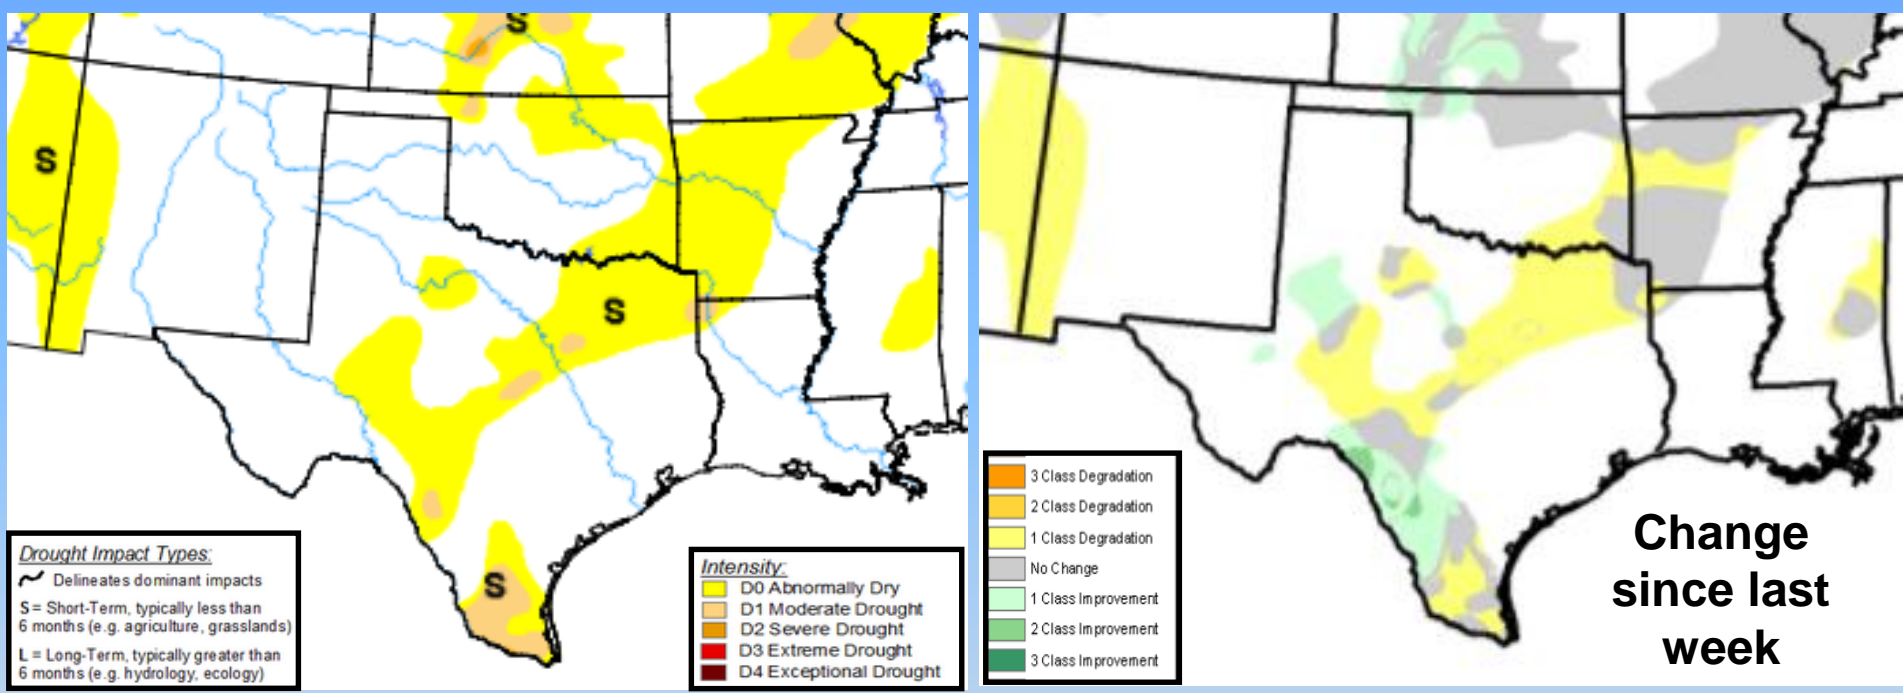 S
S
S
S
Drought Impact Types:
Delineates dominant impacts
S = Short-Term, typically less than
6 months (e.g. agriculture, grasslands)
L = Long-Term, typically greater than
6 months (e.g. hydrology, ecology)
Intensity:
D0 Abnormally Dry
D1 Moderate Drought
D2 Severe Drought
D3 Extreme Drought
D4 Exceptional Drought
3 Class Degradation
2 Class Degradation
1 Class Degradation
No Change
1 Class Improvement
2 Class Improvement
3 Class Improvement
Change
since last
week